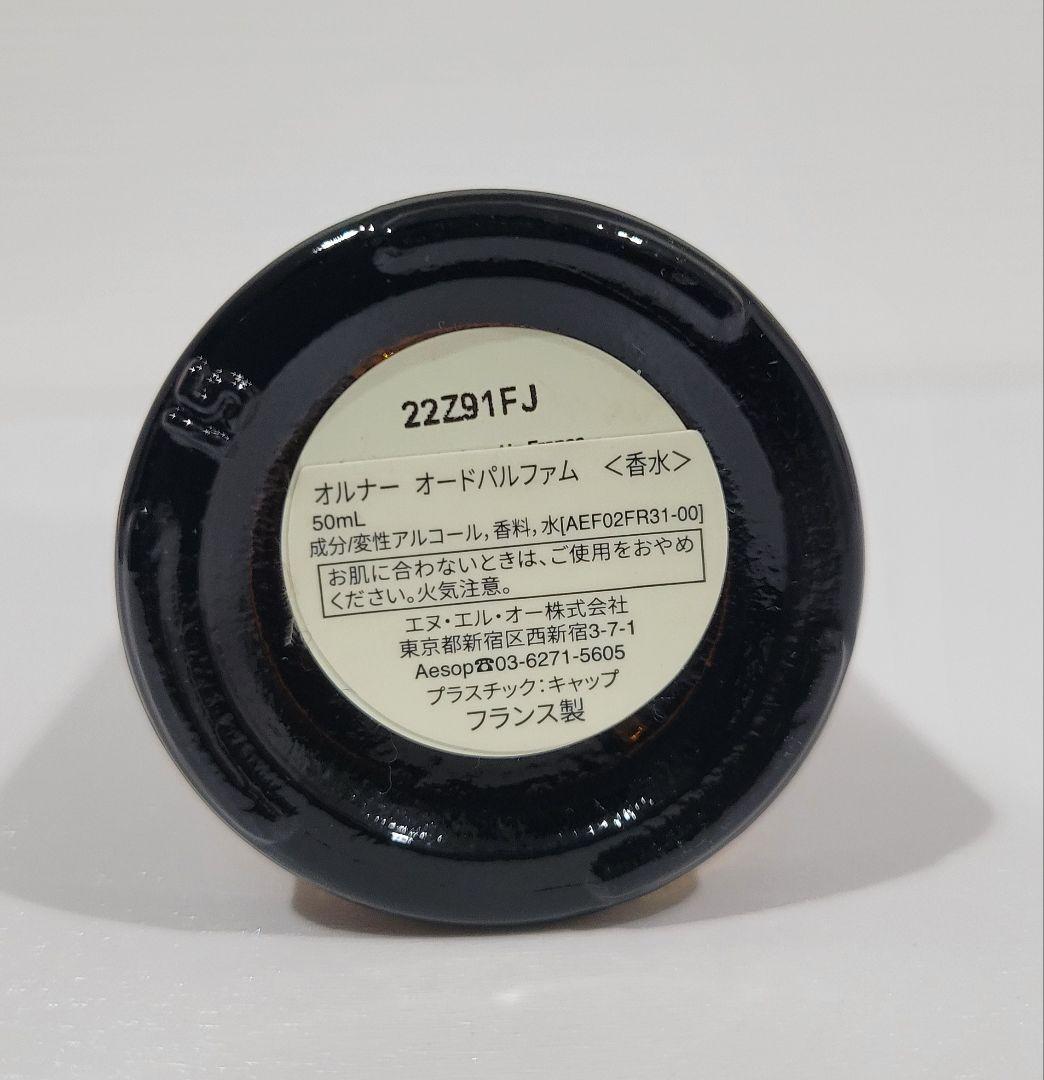 22Z91FJ
オルナー オードパルファム <香水>
50mL
成分/変性アルコール,香料,水[AEF02FR31-00]
お肌に合わないときは、ご使用をおやめ
ください。火気注意。
エヌ・エル・オー株式会社
東京都新宿区西新宿3-7-1
Aesop☎03-6271-5605
プラスチック:キャップ
フランス製